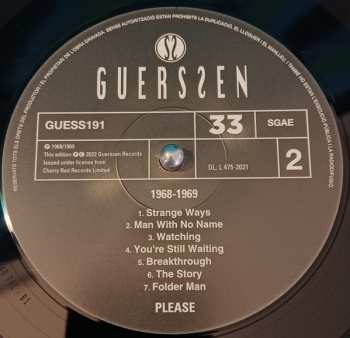 GUERSSEN
GUESS191
33
SGAE
℗ 1968/1969
This edition ℗ © 2022 Guerssen Records
Issued under license from
Cherry Red Records Limited
DL: L 475-2021
2
1968-1969
1. Strange Ways
2. Man With No Name
3. Watching
4. You're Still Waiting
5. Breakthrough
6. The Story
7. Folder Man
PLEASE